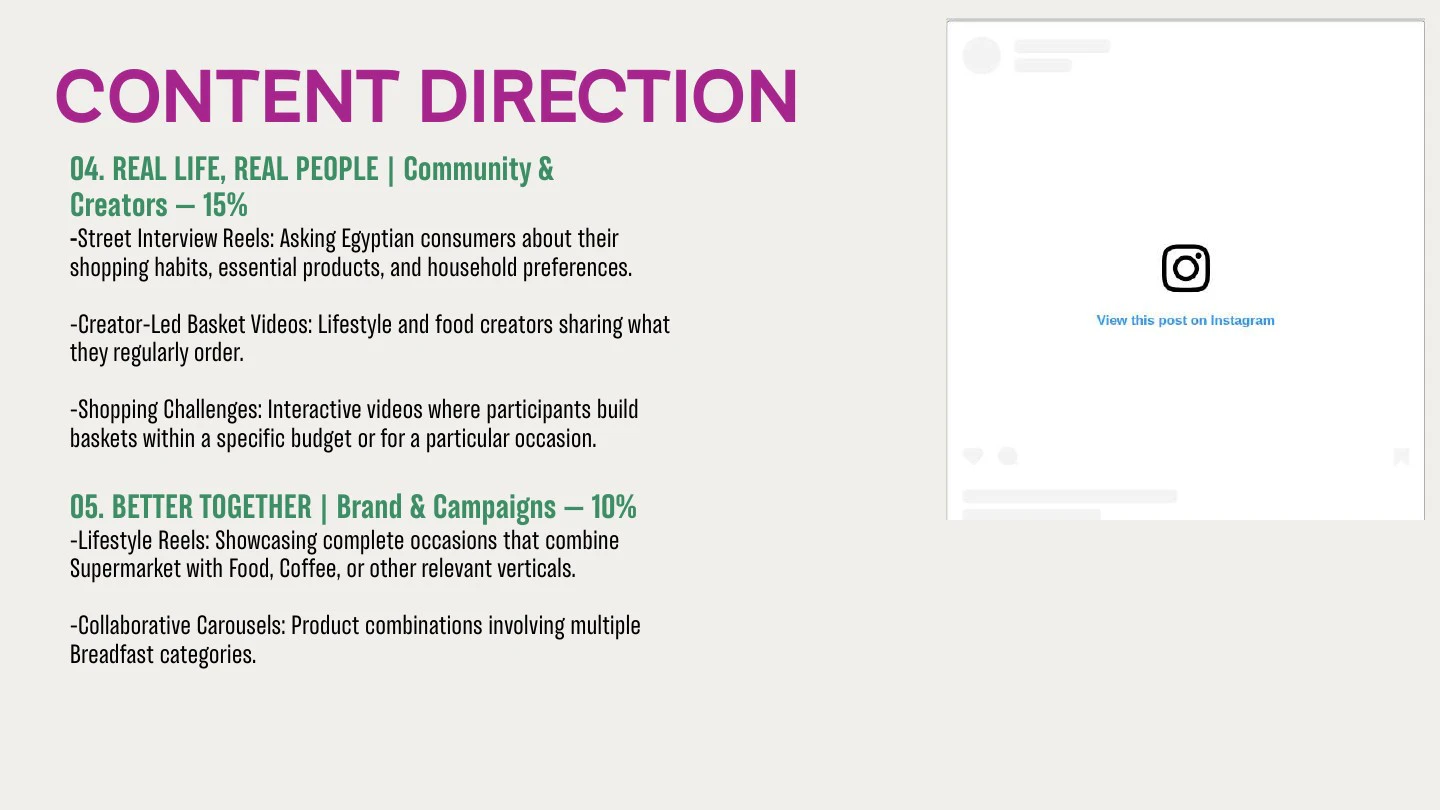 CONTENT DIRECTION
04. REAL LIFE, REAL PEOPLE | Community &
Creators — 15%
-Street Interview Reels: Asking Egyptian consumers about their
shopping habits, essential products, and household preferences.
-Creator-Led Basket Videos: Lifestyle and food creators sharing what
they regularly order.
-Shopping Challenges: Interactive videos where participants build
baskets within a specific budget or for a particular occasion.
05. BETTER TOGETHER | Brand & Campaigns — 10%
-Lifestyle Reels: Showcasing complete occasions that combine
Supermarket with Food, Coffee, or other relevant verticals.
-Collaborative Carousels: Product combinations involving multiple
Breadfast categories.
View this post on Instagram